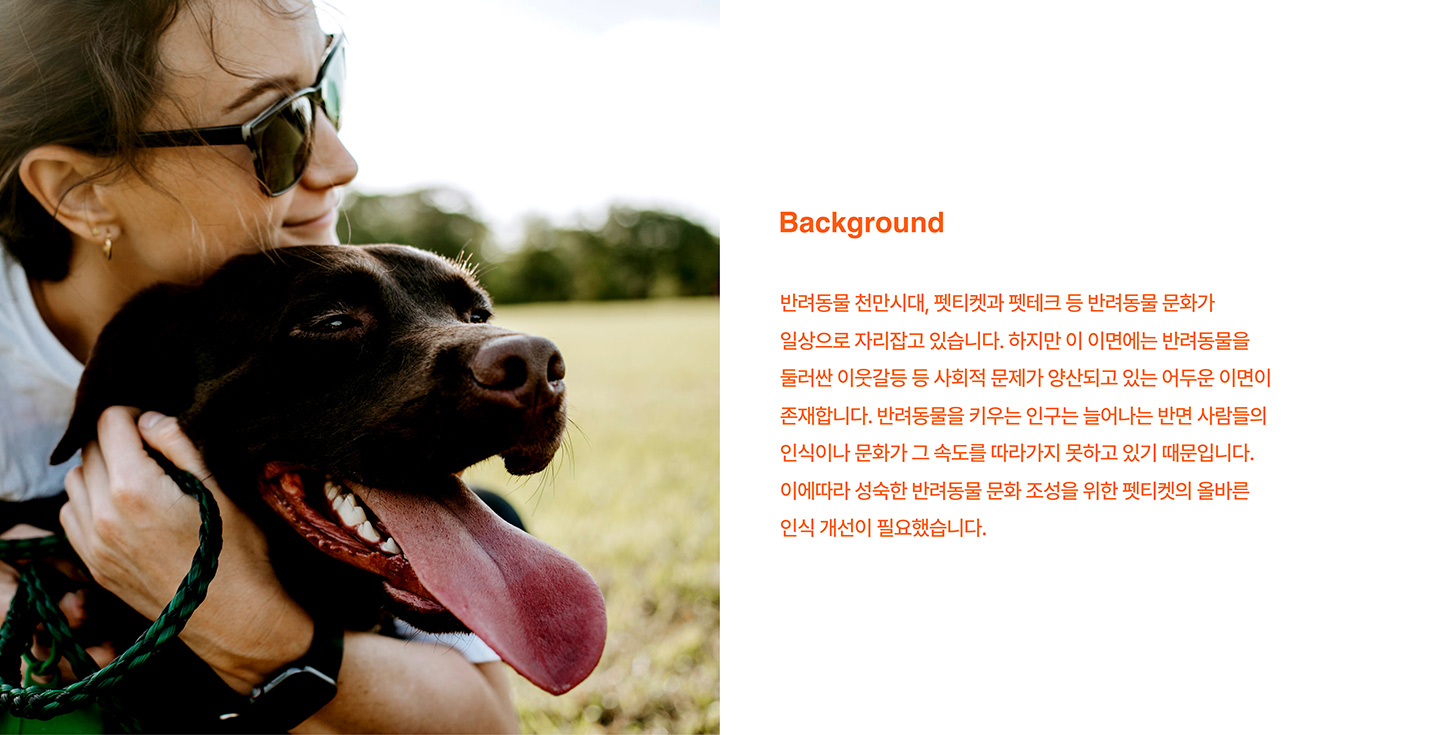 Background
반려동물 천만시대, 펫티켓과 펫테크 등 반려동물 문화가
일상으로 자리잡고 있습니다. 하지만 이 이면에는 반려동물을
둘러싼 이웃갈등 등 사회적 문제가 양산되고 있는 어두운 이면이
존재합니다. 반려동물을 키우는 인구는 늘어나는 반면 사람들의
인식이나 문화가 그 속도를 따라가지 못하고 있기 때문입니다.
이에따라 성숙한 반려동물 문화 조성을 위한 펫티켓의 올바른
인식 개선이 필요했습니다.